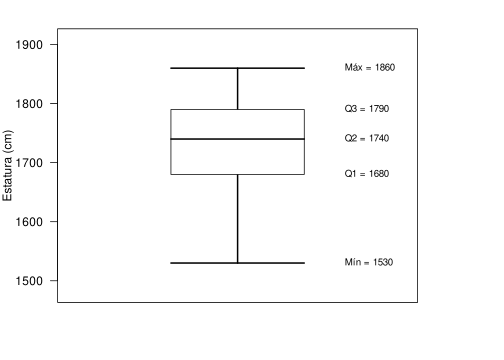 1900
1800
1700
1600
1500
Estatura (cm)
Máx = 1860
Q3 = 1790
Q2 = 1740
Q1 = 1680
Mín = 1530